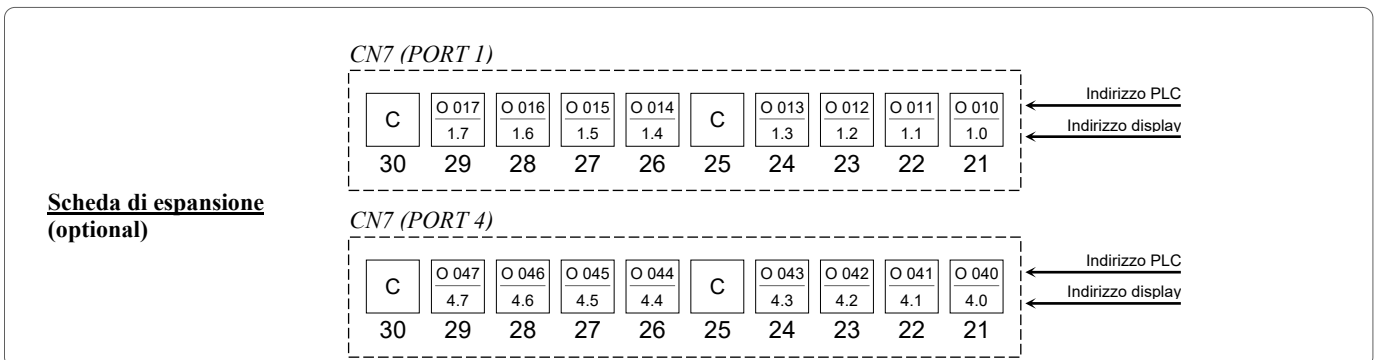 CN7 (PORT 1)
C O 017 O 016 O 015 O 014 C O 013 O 012 O 011 O 010 Indirizzo PLC
1.7 1.6 1.5 1.4 1.3 1.2 1.1 1.0 Indirizzo display
30 29 28 27 26 25 24 23 22 21
Scheda di espansione
(optional)
CN7 (PORT 4)
C O 047 O 046 O 045 O 044 C O 043 O 042 O 041 O 040 Indirizzo PLC
4.7 4.6 4.5 4.4 4.3 4.2 4.1 4.0 Indirizzo display
30 29 28 27 26 25 24 23 22 21